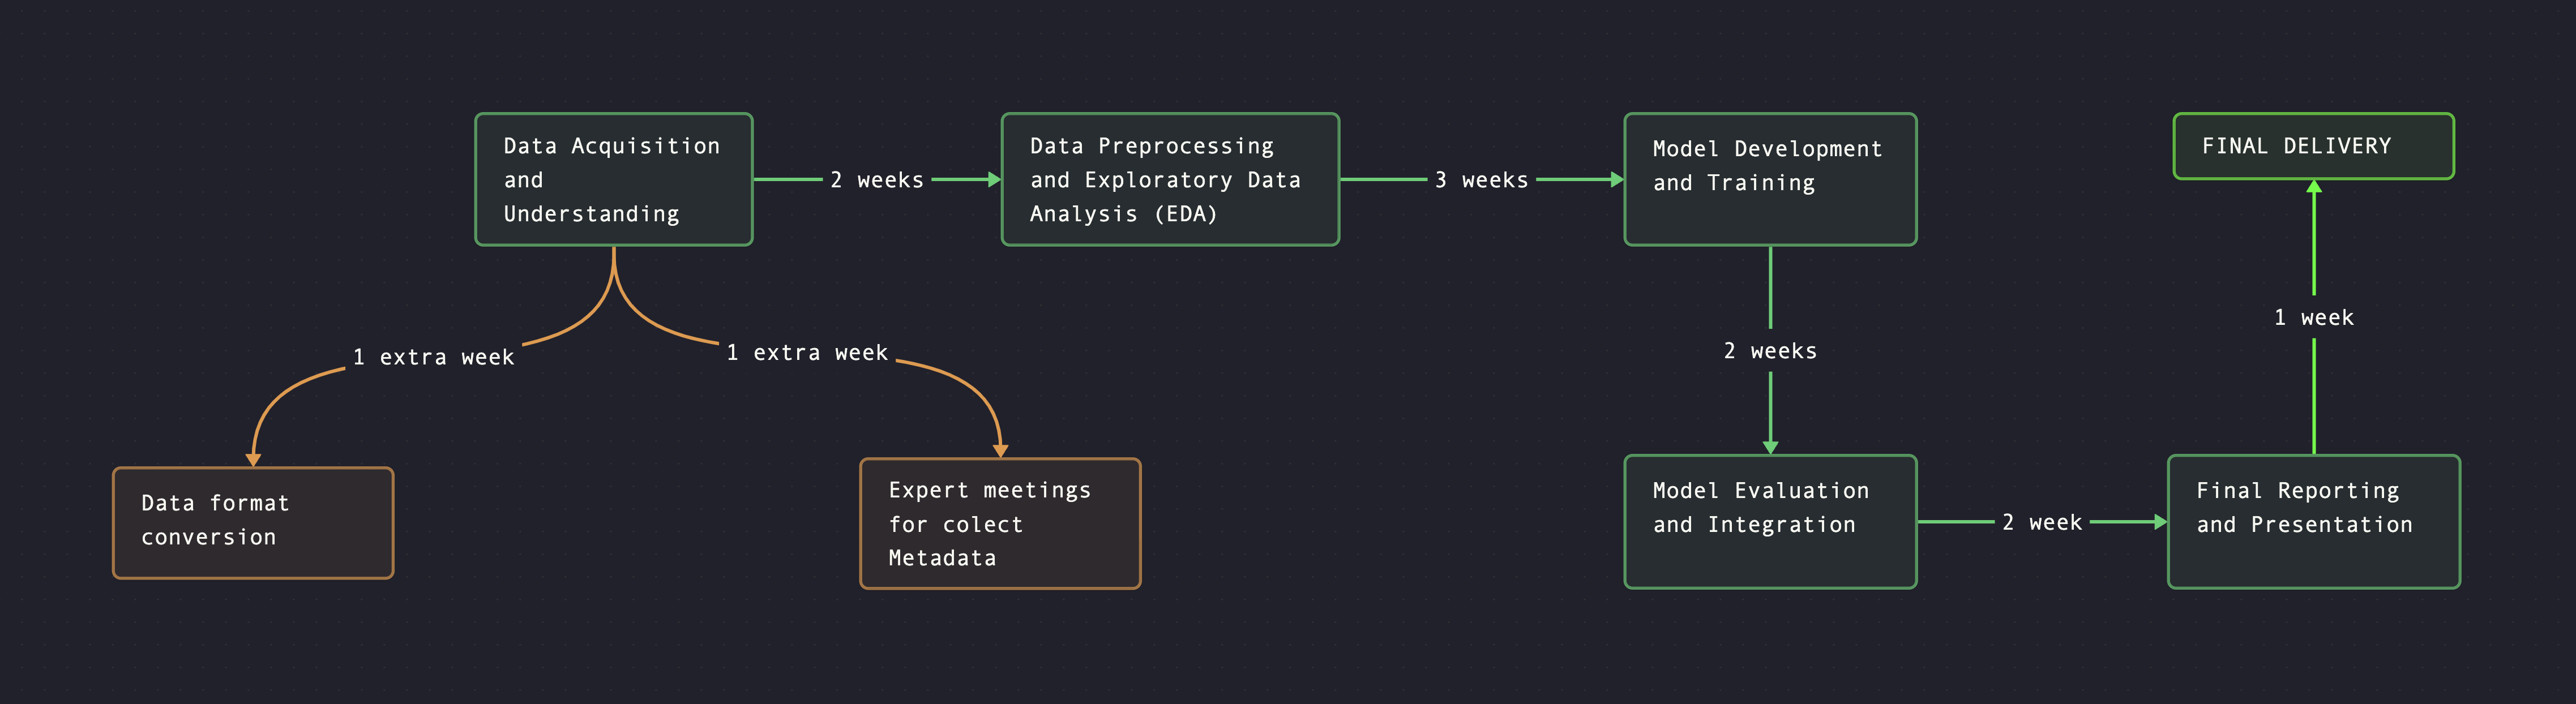 Data Acquisition
and
Understanding
2 weeks
Data Preprocessing
and Exploratory Data
Analysis (EDA)
3 weeks
Model Development
and Training
FINAL DELIVERY
1 extra week
1 extra week
2 weeks
1 week
Data format
conversion
Expert meetings
for colect
Metadata
Model Evaluation
and Integration
2 week
Final Reporting
and Presentation